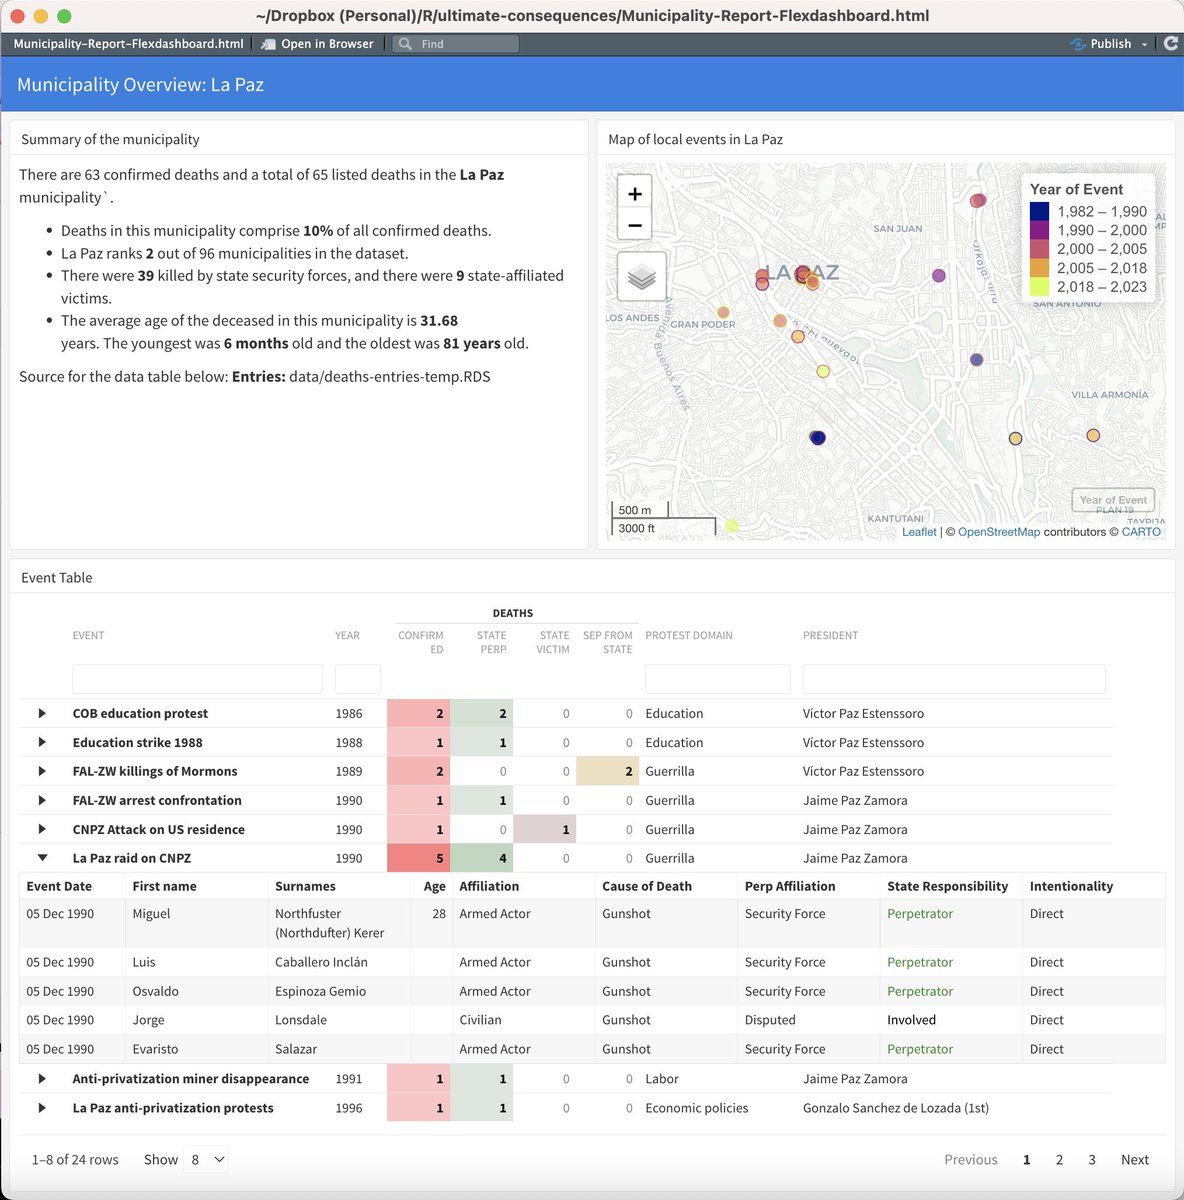 ~/Dropbox (Personal)/R/ultimate-consequences/Municipality-Report-Flexdashboard.html
Municipality-Report-Flexdashboard.html Open in Browser Find Publish
Municipality Overview: La Paz
Summary of the municipality
There are 63 confirmed deaths and a total of 65 listed deaths in the La Paz
municipality`.
• Deaths in this municipality comprise 10% of all confirmed deaths.
• La Paz ranks 2 out of 96 municipalities in the dataset.
• There were 39 killed by state security forces, and there were 9 state-affiliated
victims.
• The average age of the deceased in this municipality is 31.68
years. The youngest was 6 months old and the oldest was 81 years old.
Source for the data table below: Entries: data/deaths-entries-temp.RDS
Map of local events in La Paz
+
−
Year of Event
1,982 – 1,990
1,990 – 2,000
2,000 – 2,005
2,005 – 2,018
2,018 – 2,023
SAN JUAN
LOS ANDES
GRAN PODER
Avenida Buenos Aires
SAN ANTONIO
VILLA ARMONÍA
KANTUTANI
Year of Event
PLAN 19
500 m
3000 ft
Leaflet | © OpenStreetMap contributors © CARTO
Event Table
DEATHS
EVENT YEAR CONFIRM STATE STATE SEP FROM PROTEST DOMAIN PRESIDENT
ED PERP VICTIM STATE
COB education protest 1986 2 2 0 0 Education Víctor Paz Estenssoro
Education strike 1988 1988 1 1 0 0 Education Víctor Paz Estenssoro
FAL-ZW killings of Mormons 1989 2 0 0 2 Guerrilla Víctor Paz Estenssoro
FAL-ZW arrest confrontation 1990 1 1 0 0 Guerrilla Jaime Paz Zamora
CNPZ Attack on US residence 1990 1 0 1 0 Guerrilla Jaime Paz Zamora
La Paz raid on CNPZ 1990 5 4 0 0 Guerrilla Jaime Paz Zamora
Event Date First name Surnames Age Affiliation Cause of Death Perp Affiliation State Responsibility Intentionality
05 Dec 1990 Miguel Northfuster 28 Armed Actor Gunshot Security Force Perpetrator Direct
(Northdufter) Kerer
05 Dec 1990 Luis Caballero Inclán Armed Actor Gunshot Security Force Perpetrator Direct
05 Dec 1990 Osvaldo Espinoza Gemio Armed Actor Gunshot Security Force Perpetrator Direct
05 Dec 1990 Jorge Lonsdale Civilian Gunshot Disputed Involved Direct
05 Dec 1990 Evaristo Salazar Armed Actor Gunshot Security Force Perpetrator Direct
Anti-privatization miner disappearance 1991 1 1 0 0 Labor Jaime Paz Zamora
La Paz anti-privatization protests 1996 1 1 0 0 Economic policies Gonzalo Sanchez de Lozada (1st)
1–8 of 24 rows Show 8 Previous 1 2 3 Next